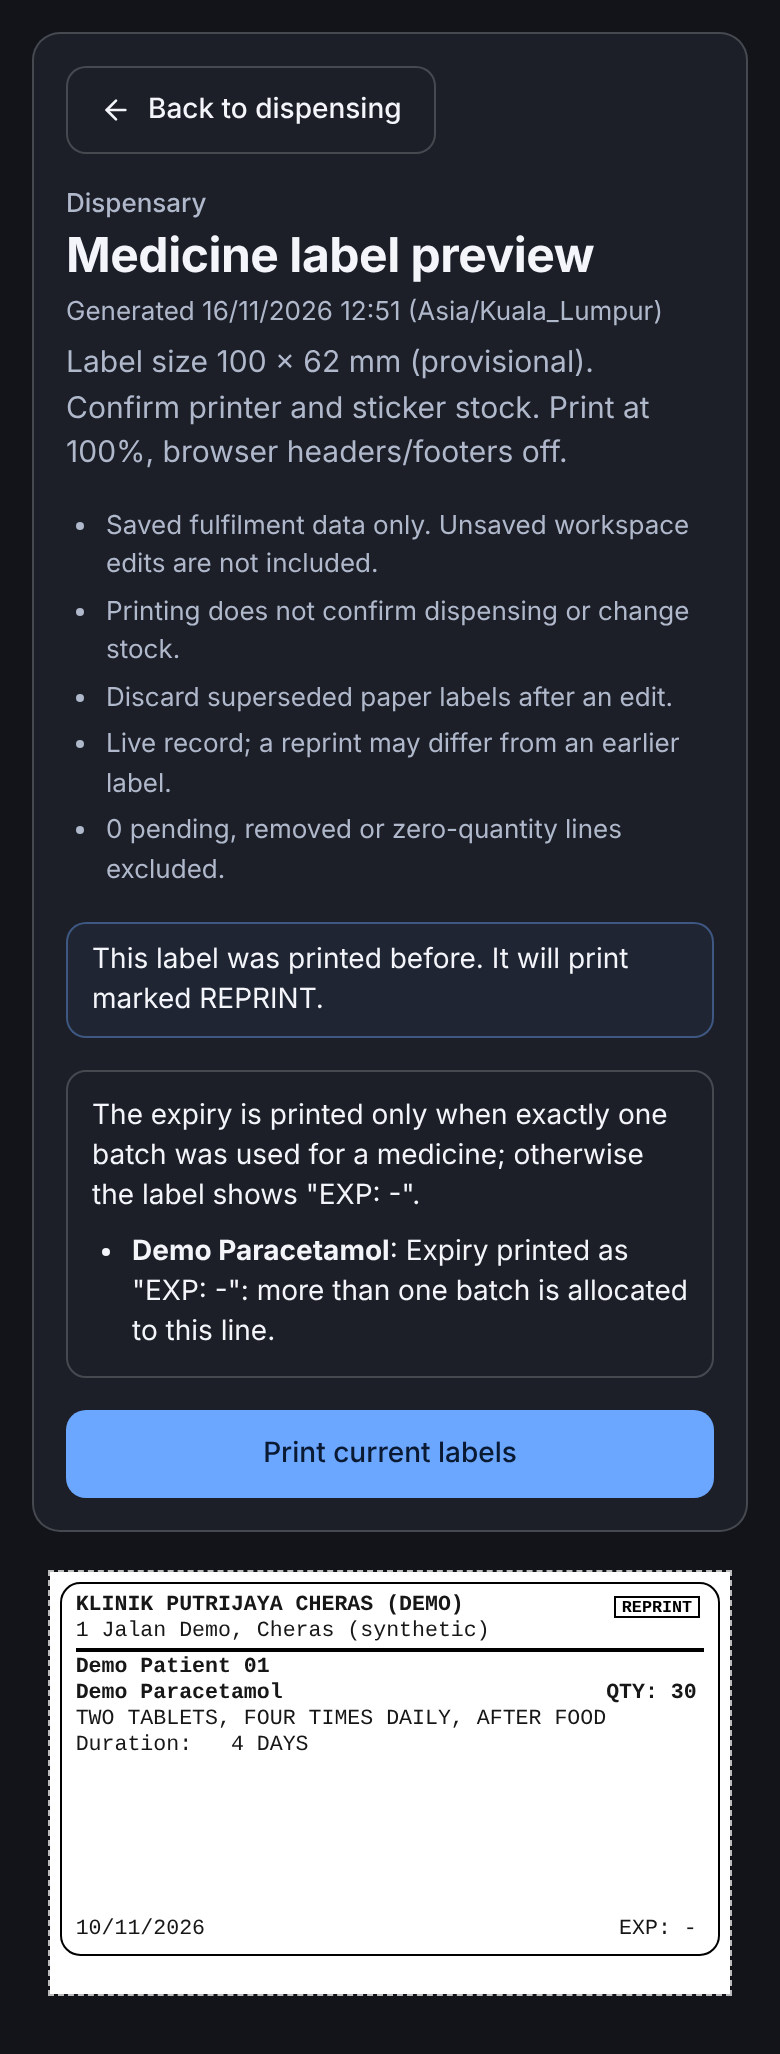 ← Back to dispensing
Dispensary
Medicine label preview
Generated 16/11/2026 12:51 (Asia/Kuala_Lumpur)
Label size 100 × 62 mm (provisional).
Confirm printer and sticker stock. Print at
100%, browser headers/footers off.
• Saved fulfilment data only. Unsaved workspace
edits are not included.
• Printing does not confirm dispensing or change
stock.
• Discard superseded paper labels after an edit.
• Live record; a reprint may differ from an earlier
label.
• 0 pending, removed or zero-quantity lines
excluded.
This label was printed before. It will print
marked REPRINT.
The expiry is printed only when exactly one
batch was used for a medicine; otherwise
the label shows "EXP: -".
• Demo Paracetamol: Expiry printed as
"EXP: -": more than one batch is allocated
to this line.
Print current labels
KLINIK PUTRIJAYA CHERAS (DEMO)
REPRINT
1 Jalan Demo, Cheras (synthetic)
Demo Patient 01
Demo Paracetamol QTY: 30
TWO TABLETS, FOUR TIMES DAILY, AFTER FOOD
Duration: 4 DAYS
10/11/2026 EXP: -